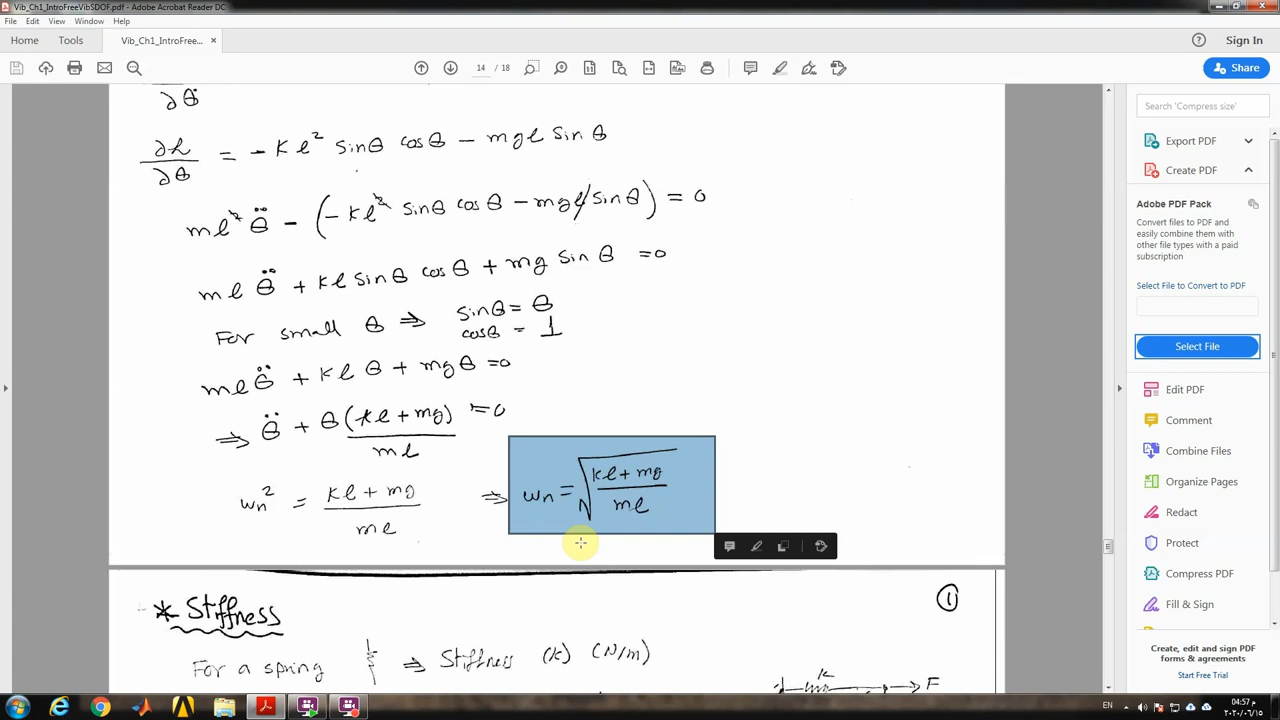 Vib_Ch1_IntroFreeVibSDOF.pdf - Adobe Acrobat Reader DC
File Edit View Window Help
Home Tools Vib_Ch1_IntroFree... × Sign In
14 / 18
Share
∂θ̈
∂L/∂θ = -kl² sinθ cosθ - mgl sinθ
ml² θ̈ - (-kl² sinθ cosθ - mgl sinθ) = 0
ml θ̈ + kl sinθ cosθ + mg sinθ = 0
For small θ ⇒ sinθ = θ
cosθ = 1
mlθ̈ + kl θ + mgθ = 0
⇒ θ̈ + θ (kl + mg)/ml = 0
ωn² = (kl + mg)/ml ⇒ ωn = √((kl + mg)/ml)
* Stiffness ①
For a spring ⇒ Stiffness (k) (N/m)
k
F
Search 'Compress size'
Export PDF
Create PDF
Adobe PDF Pack
Convert files to PDF and
easily combine them with
other file types with a paid
subscription
Select File to Convert to PDF
Select File
Edit PDF
Comment
Combine Files
Organize Pages
Redact
Protect
Compress PDF
Fill & Sign
Create, edit and sign PDF
forms & agreements
Start Free Trial
EN
04:57 م
٢٠٢٠/٠٦/١٥